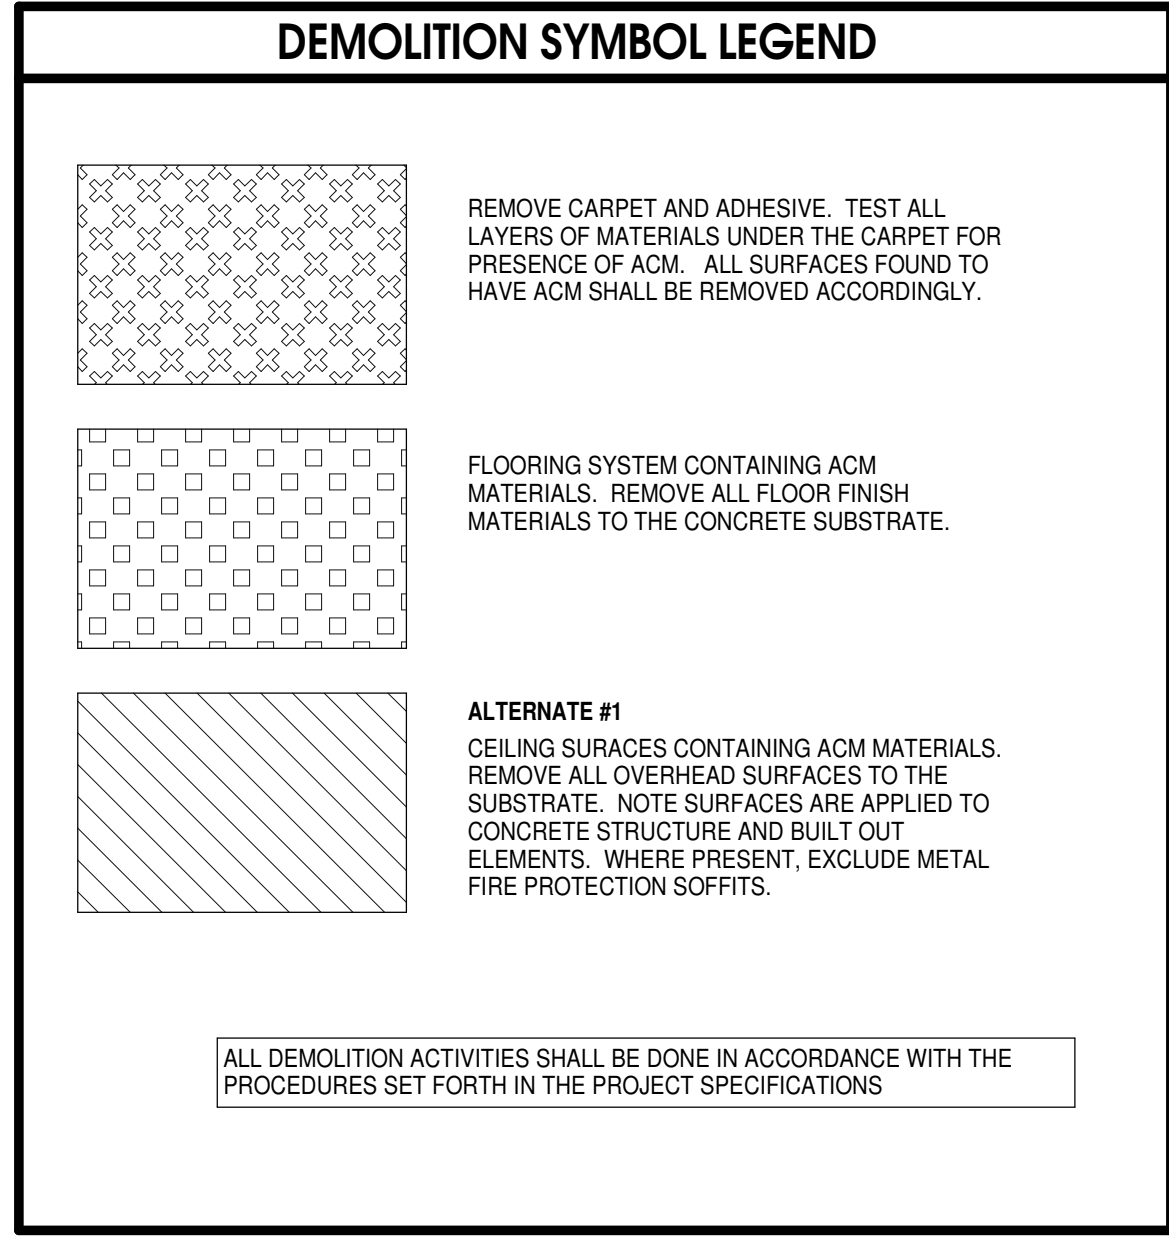 DEMOLITION SYMBOL LEGEND
REMOVE CARPET AND ADHESIVE. TEST ALL
LAYERS OF MATERIALS UNDER THE CARPET FOR
PRESENCE OF ACM. ALL SURFACES FOUND TO
HAVE ACM SHALL BE REMOVED ACCORDINGLY.
FLOORING SYSTEM CONTAINING ACM
MATERIALS. REMOVE ALL FLOOR FINISH
MATERIALS TO THE CONCRETE SUBSTRATE.
ALTERNATE #1
CEILING SURACES CONTAINING ACM MATERIALS.
REMOVE ALL OVERHEAD SURFACES TO THE
SUBSTRATE. NOTE SURFACES ARE APPLIED TO
CONCRETE STRUCTURE AND BUILT OUT
ELEMENTS. WHERE PRESENT, EXCLUDE METAL
FIRE PROTECTION SOFFITS.
ALL DEMOLITION ACTIVITIES SHALL BE DONE IN ACCORDANCE WITH THE
PROCEDURES SET FORTH IN THE PROJECT SPECIFICATIONS